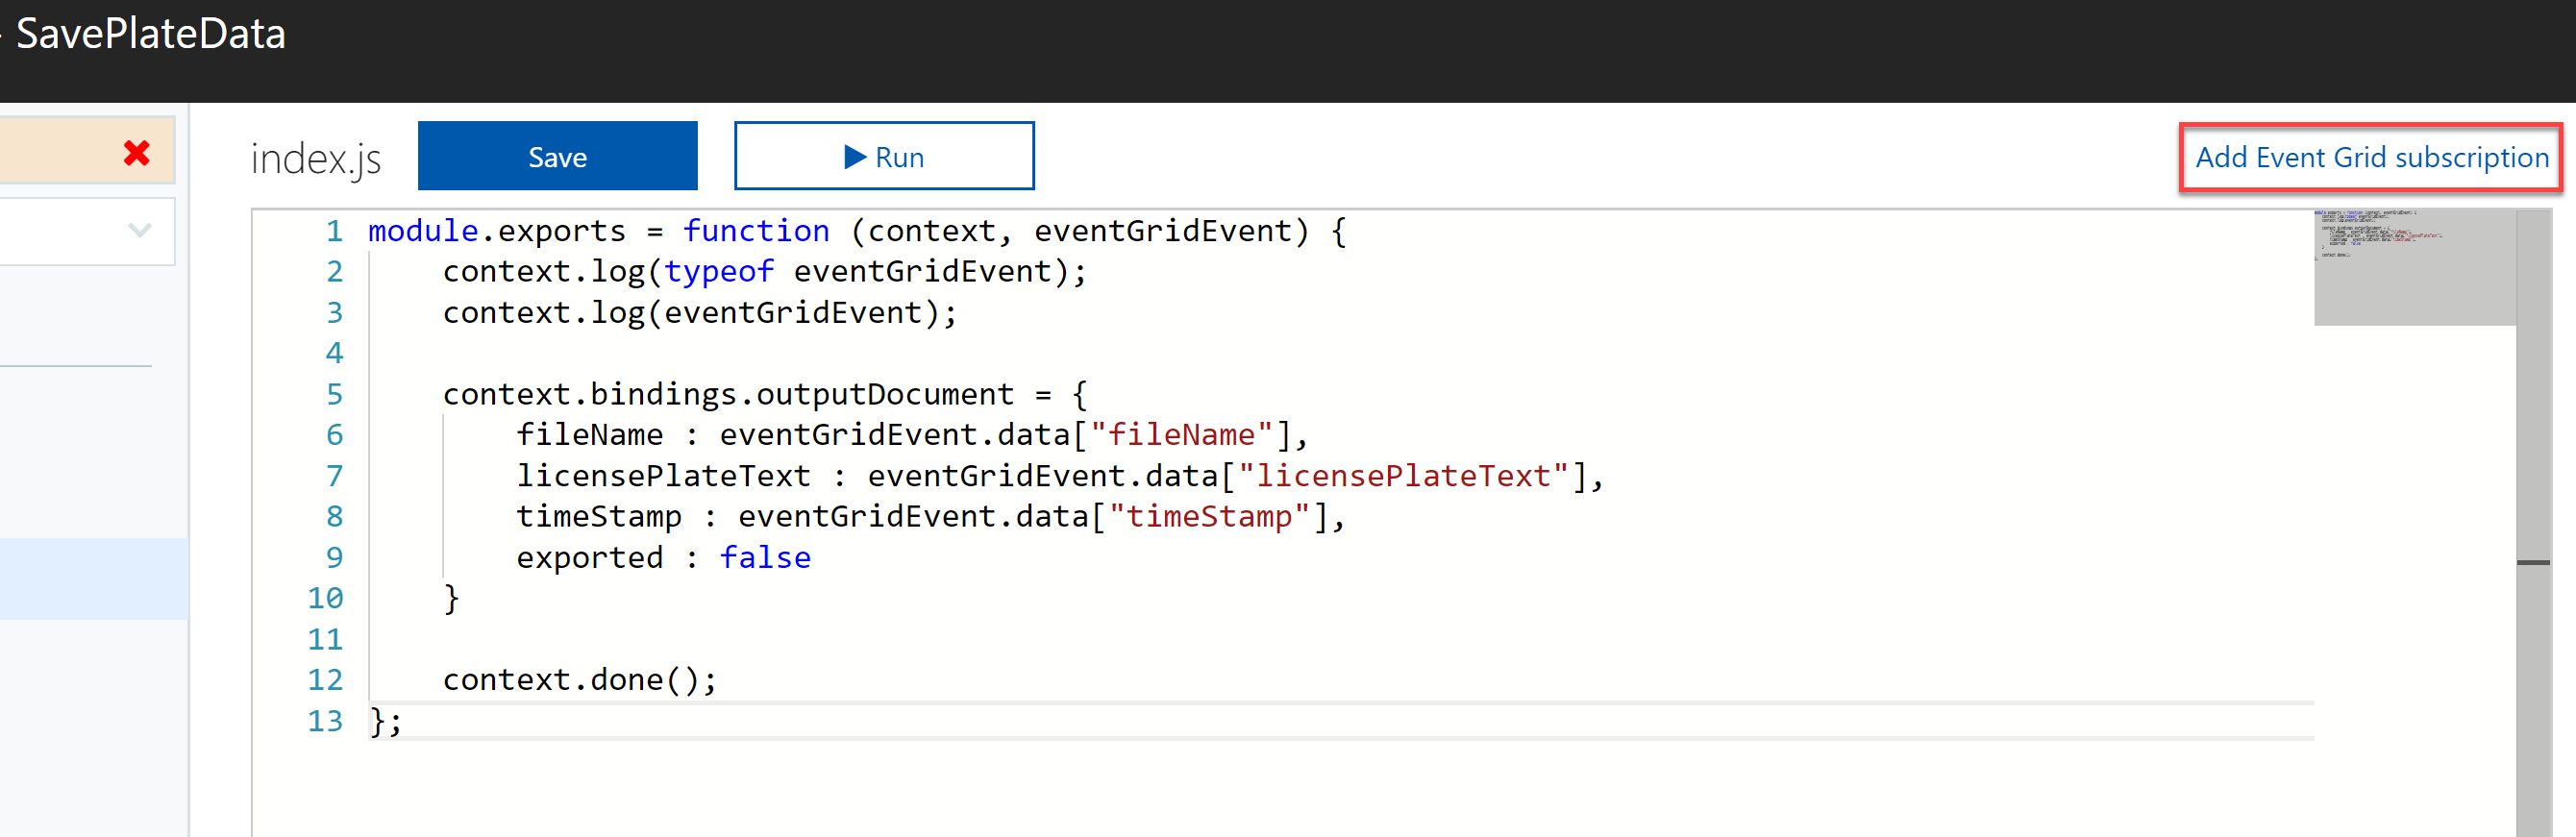 SavePlateData
index.js
Save
Run
Add Event Grid subscription
1 module.exports = function (context, eventGridEvent) {
2     context.log(typeof eventGridEvent);
3     context.log(eventGridEvent);
4
5     context.bindings.outputDocument = {
6         fileName : eventGridEvent.data["fileName"],
7         licensePlateText : eventGridEvent.data["licensePlateText"],
8         timeStamp : eventGridEvent.data["timeStamp"],
9         exported : false
10     }
11
12     context.done();
13 };